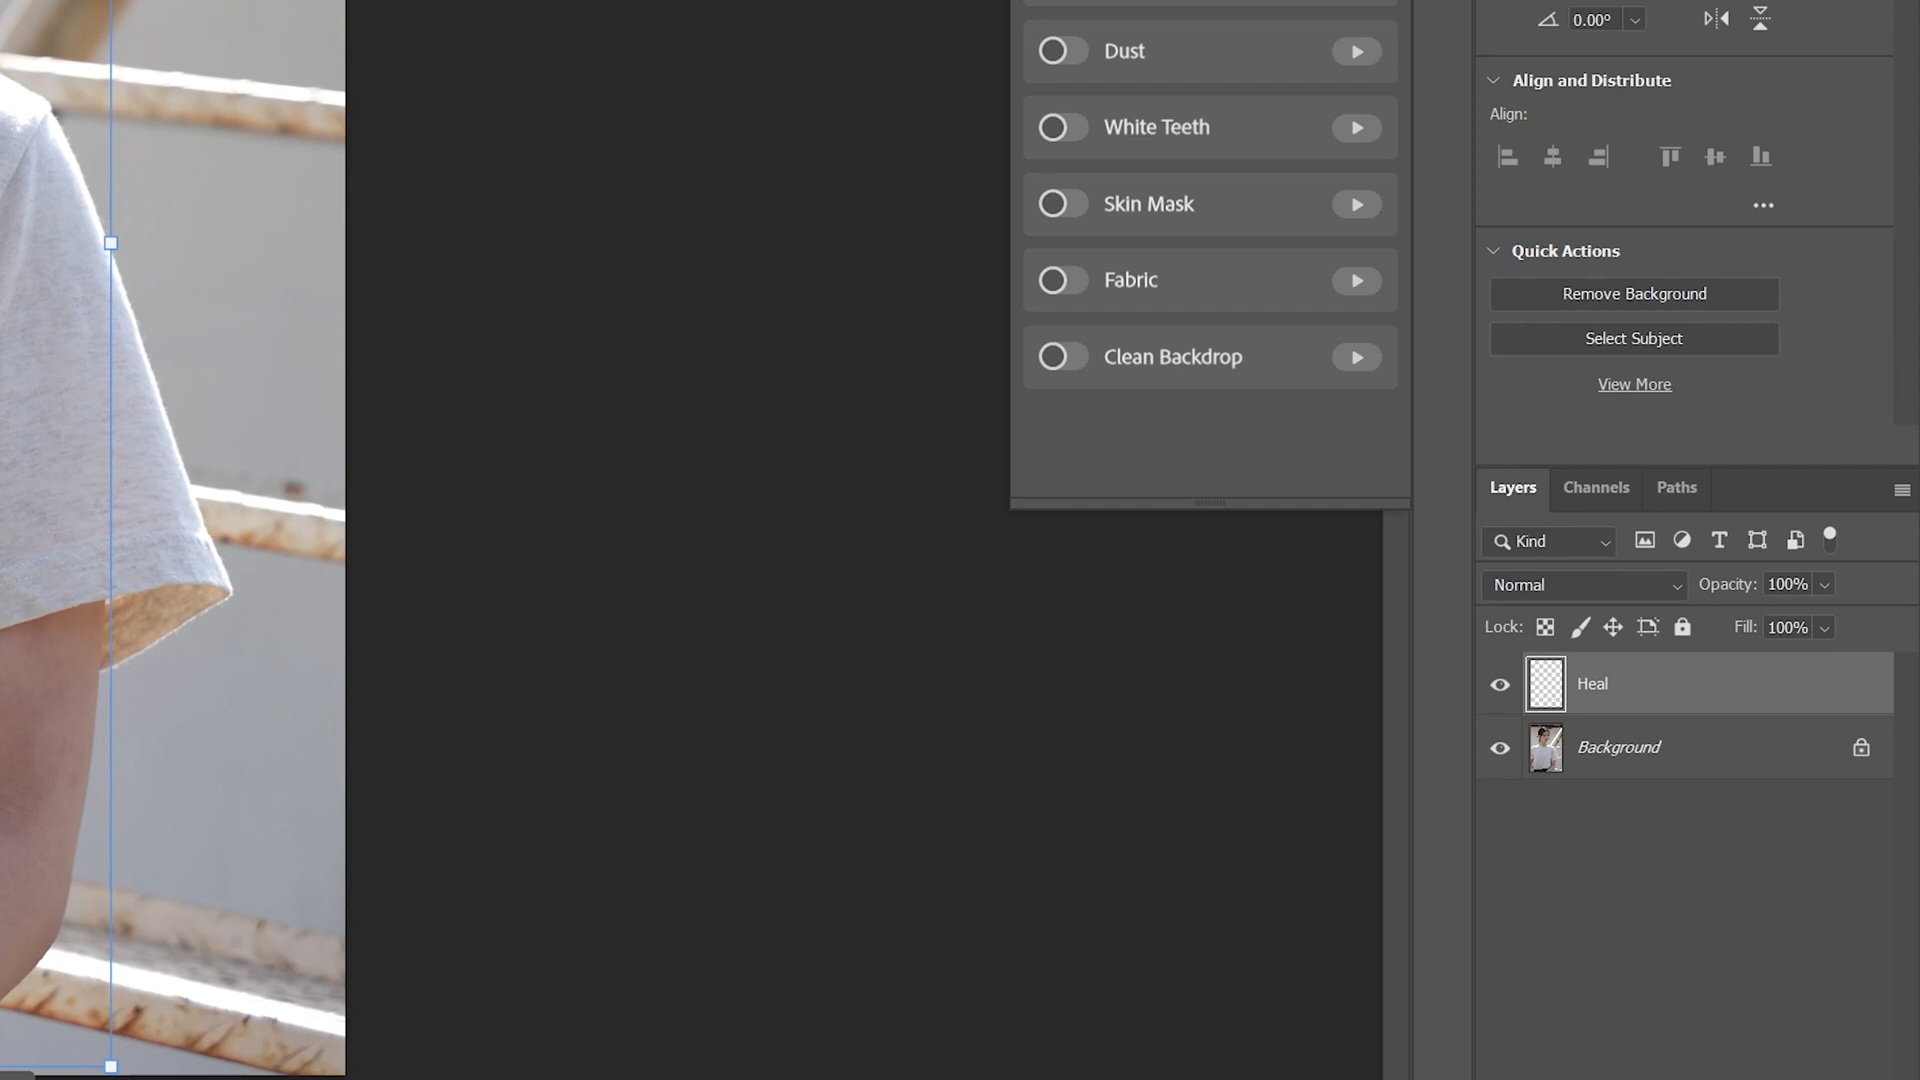 Dust
White Teeth
Skin Mask
Fabric
Clean Backdrop
0.00°
Align and Distribute
Align:
Quick Actions
Remove Background
Select Subject
View More
Layers Channels Paths
Kind
Normal Opacity: 100%
Lock: Fill: 100%
Heal
Background